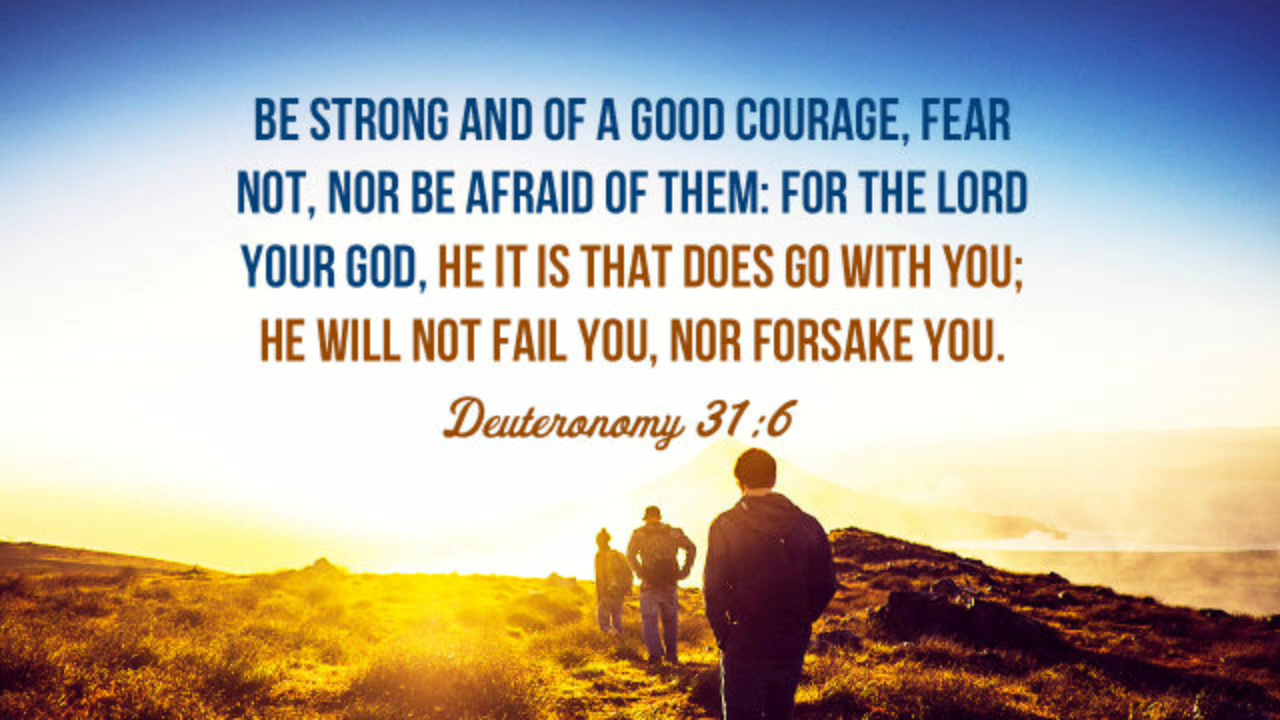 BE STRONG AND OF A GOOD COURAGE, FEAR
NOT, NOR BE AFRAID OF THEM: FOR THE LORD
YOUR GOD, HE IT IS THAT DOES GO WITH YOU;
HE WILL NOT FAIL YOU, NOR FORSAKE YOU.
Deuteronomy 31:6